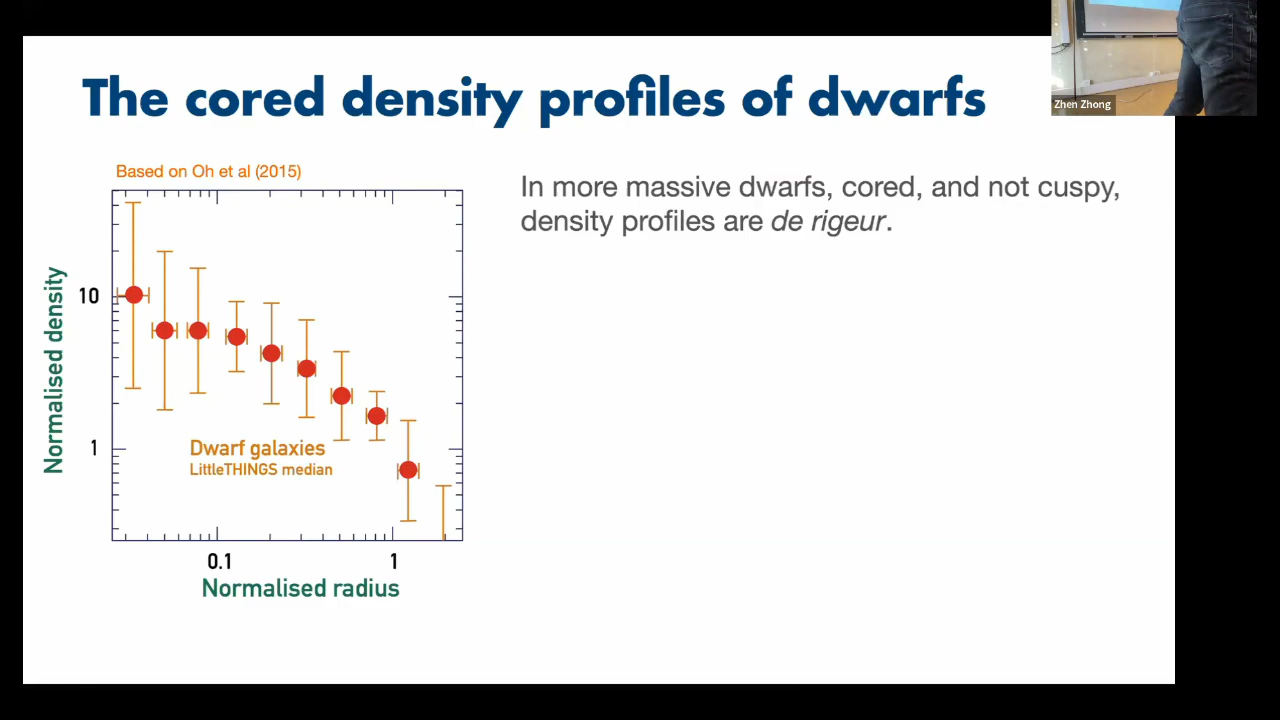 The cored density profiles of dwarfs
Zhen Zhong
Based on Oh et al (2015)
In more massive dwarfs, cored, and not cuspy,
density profiles are de rigeur.
Normalised density
10
1
Dwarf galaxies
LittleTHINGS median
0.1
1
Normalised radius